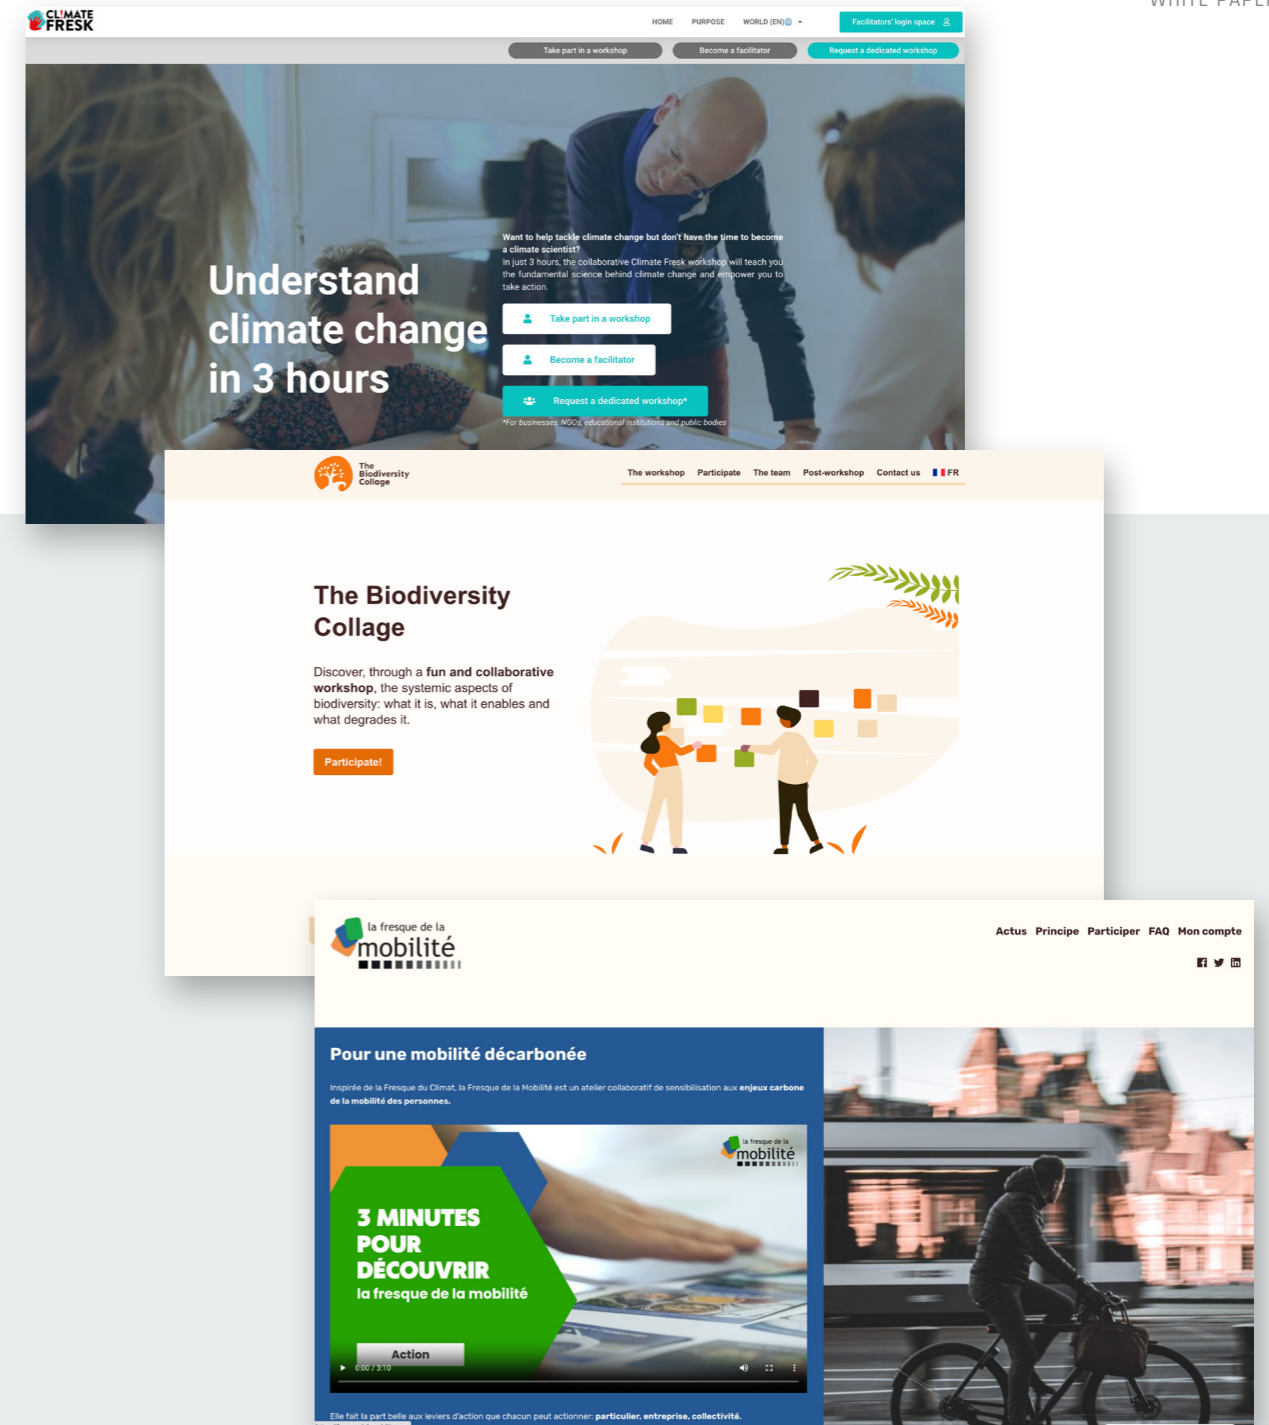 WHITE PAPER
CLIMATE
FRESK
HOME PURPOSE WORLD (EN) Facilitators' login space
Take part in a workshop Become a facilitator Request a dedicated workshop
Understand
climate change
in 3 hours
Want to help tackle climate change but don't have the time to become
a climate scientist?
In just 3 hours, the collaborative Climate Fresk workshop will teach you
the fundamental science behind climate change and empower you to
take action.
Take part in a workshop
Become a facilitator
Request a dedicated workshop*
*For businesses, NGOs, educational institutions and public bodies
The
Biodiversity
Collage
The workshop Participate The team Post-workshop Contact us FR
The Biodiversity
Collage
Discover, through a fun and collaborative
workshop, the systemic aspects of
biodiversity: what it is, what it enables and
what degrades it.
Participate!
la fresque de la
mobilité
Actus Principe Participer FAQ Mon compte
Pour une mobilité décarbonée
Inspirée de la Fresque du Climat, la Fresque de la Mobilité est un atelier collaboratif de sensibilisation aux enjeux carbone
de la mobilité des personnes.
la fresque de la
mobilité
3 MINUTES
POUR
DÉCOUVRIR
la fresque de la mobilité
Action
0:00 / 3:10
Elle fait la part belle aux leviers d'action que chacun peut actionner: particulier, entreprise, collectivité.